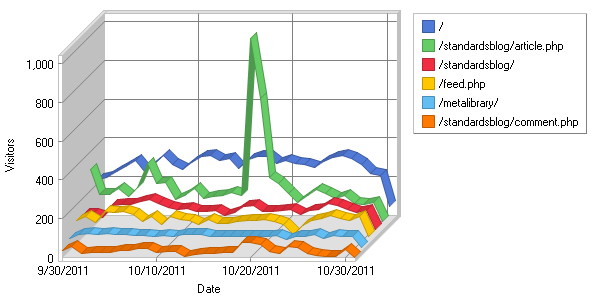 1,000
800
600
400
200
0
Visitors
9/30/2011 10/10/2011 10/20/2011 10/30/2011
Date
/
/standardsblog/article.php
/standardsblog/
/feed.php
/metalibrary/
/standardsblog/comment.php